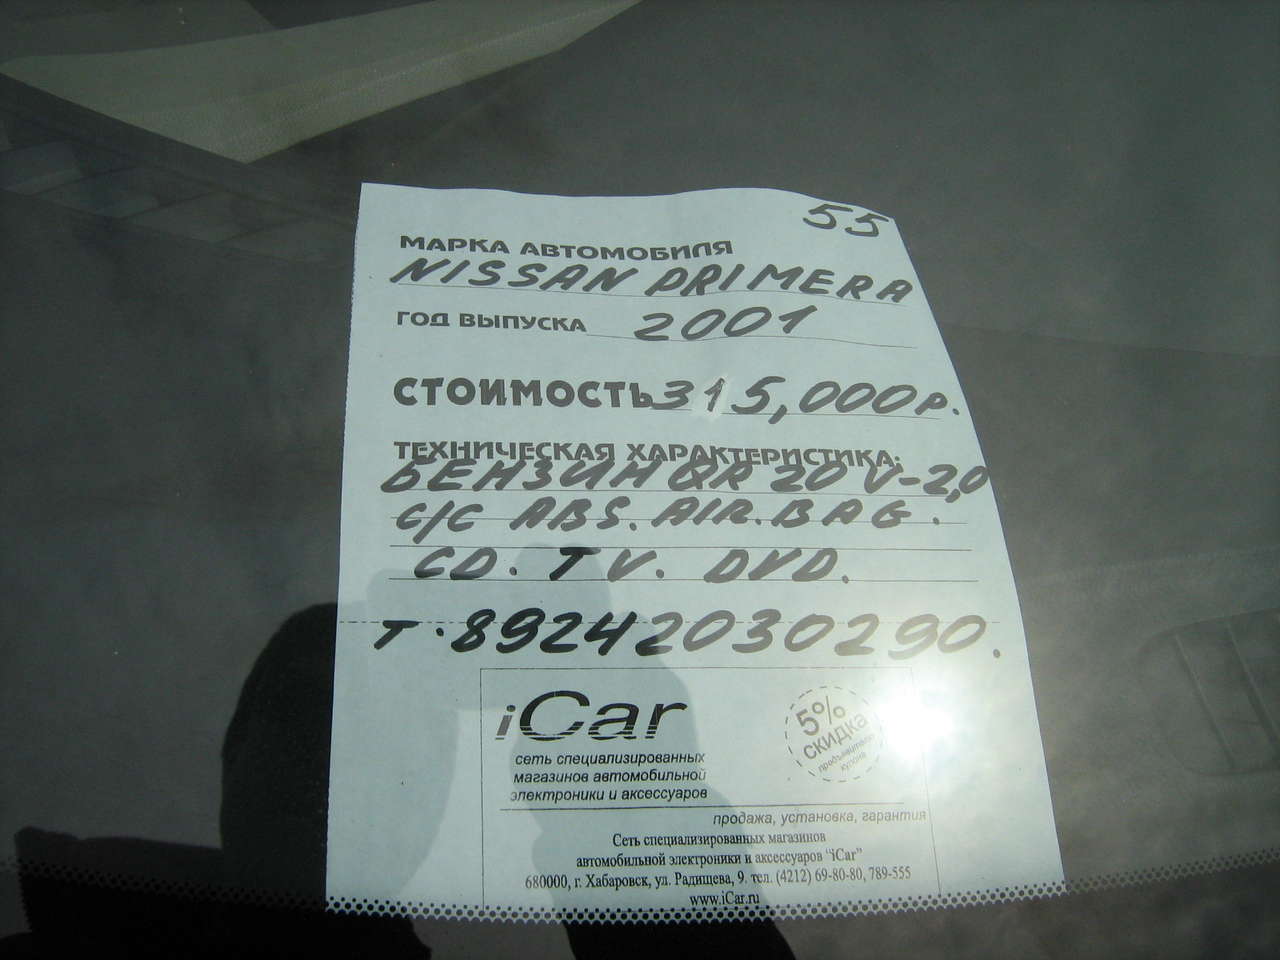 55
МАРКА АВТОМОБИЛЯ
NISSAN PRIMERA
ГОД ВЫПУСКА 2001
СТОИМОСТЬ 315,000р.
ТЕХНИЧЕСКАЯ ХАРАКТЕРИСТИКА:
БЕНЗИН QR 20 V-2,0
С/С ABS. AIR. BAG.
CD. TV. DVD.
Т. 89242030290.
iCar
5% СКИДКА
предъявителю
купона
сеть специализированных
магазинов автомобильной
электроники и аксессуаров
продажа, установка, гарантия
Сеть специализированных магазинов
автомобильной электроники и аксессуаров "iCar"
680000, г. Хабаровск, ул. Радищева, 9. тел. (4212) 69-80-80, 789-555
www.iCar.ru